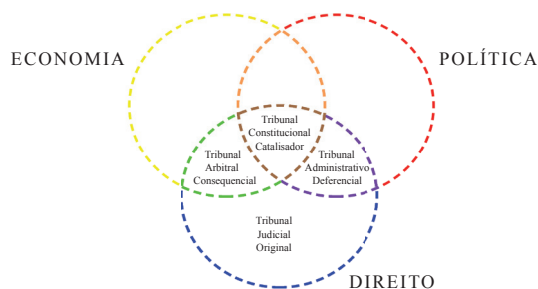 ECONOMIA
POLÍTICA
Tribunal
Constitucional
Catalisador
Tribunal
Arbitral
Consequencial
Tribunal
Administrativo
Deferencial
Tribunal
Judicial
Original
DIREITO